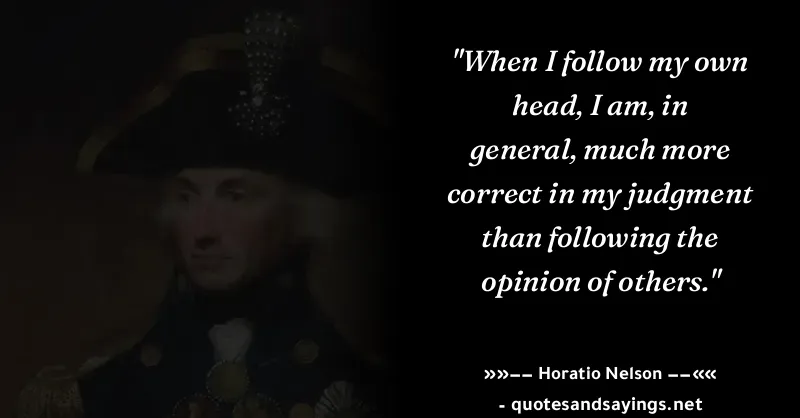 "When I follow my own
head, I am, in
general, much more
correct in my judgment
than following the
opinion of others."
»»–– Horatio Nelson ––««
- quotesandsayings.net